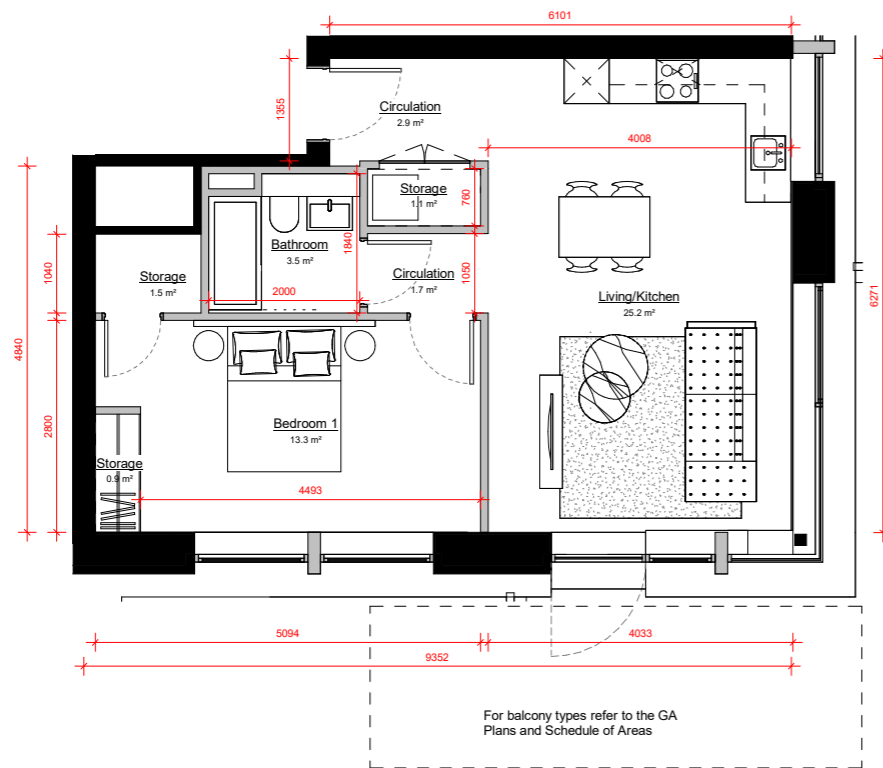 6101
1355
Circulation
2.9 m²
4008
Storage
1.1 m²
760
Bathroom
3.5 m²
1840
Circulation
1.7 m²
1050
Storage
1.5 m²
1040
2000
Living/Kitchen
25.2 m²
6271
4840
2800
Bedroom 1
13.3 m²
Storage
0.9 m²
4493
5094
4033
9352
For balcony types refer to the GA
Plans and Schedule of Areas